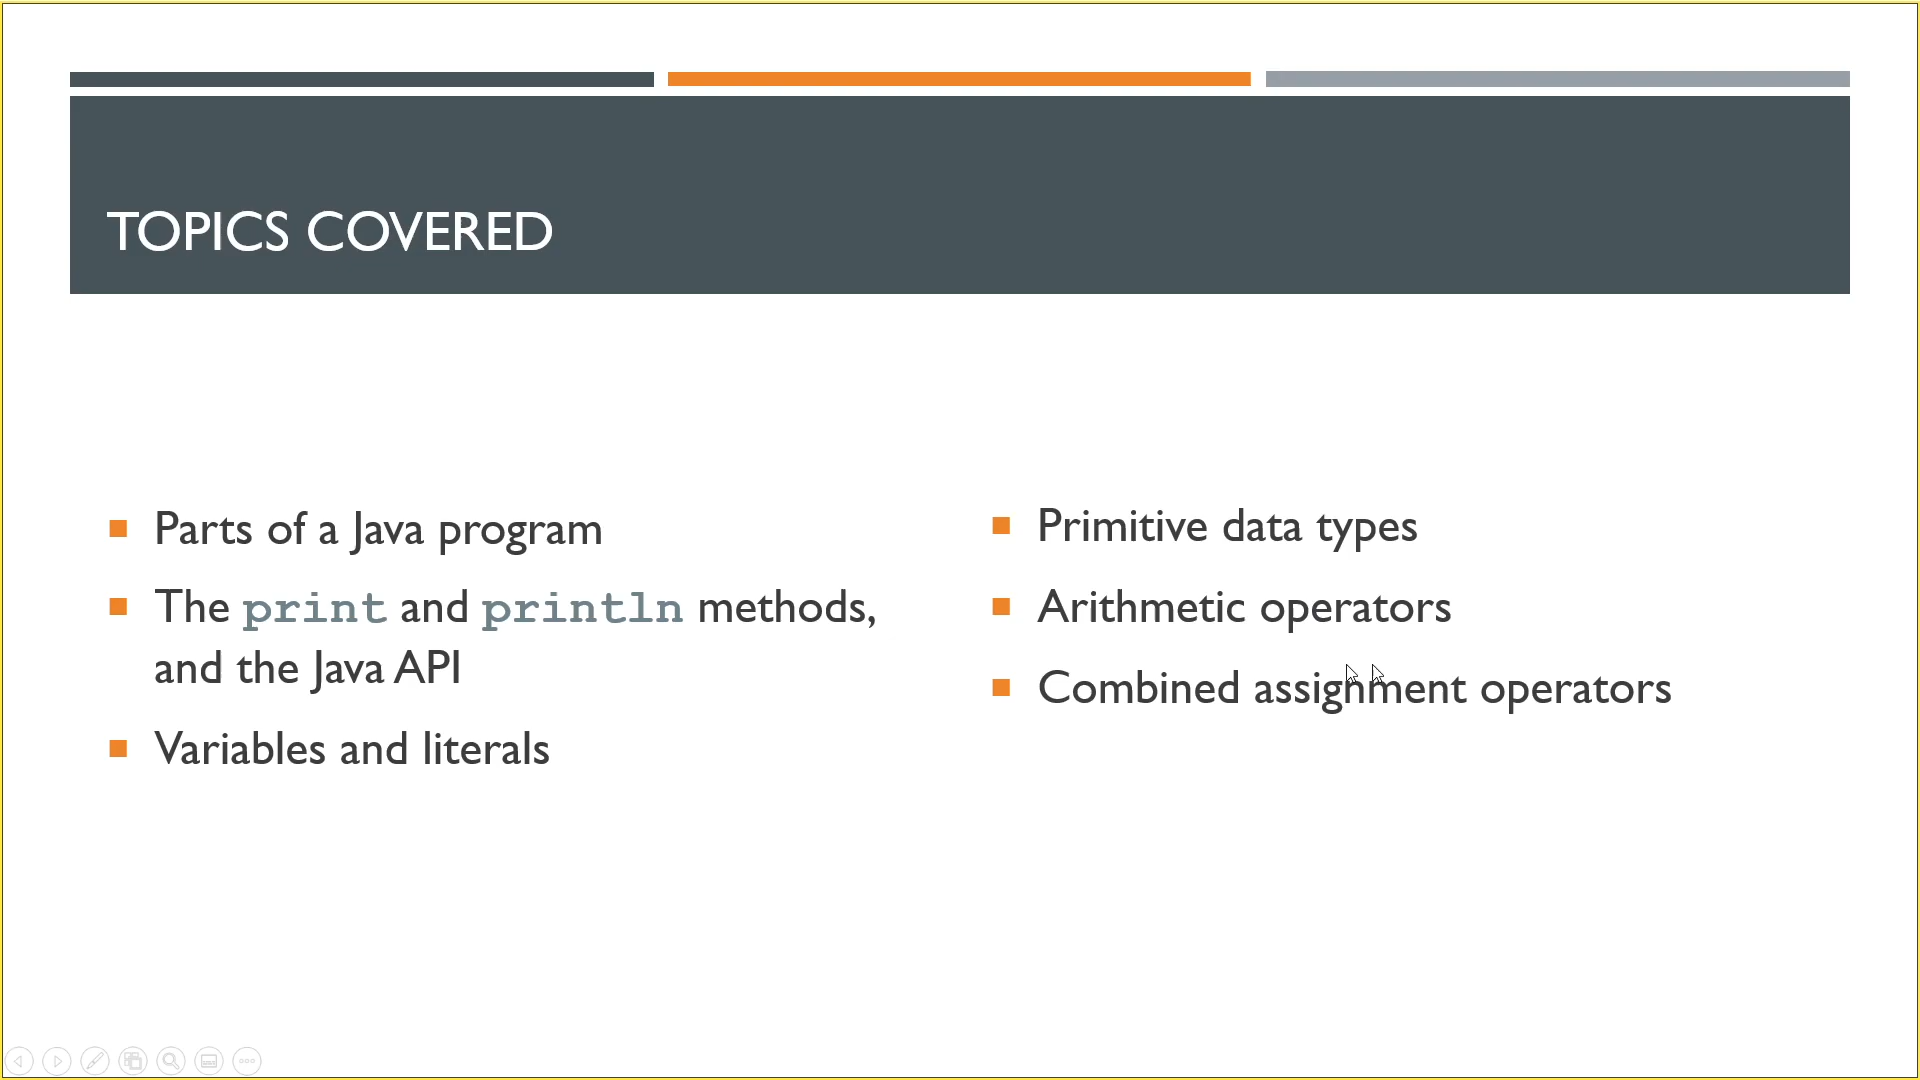 TOPICS COVERED
Parts of a Java program
The print and println methods,
and the Java API
Variables and literals
Primitive data types
Arithmetic operators
Combined assignment operators